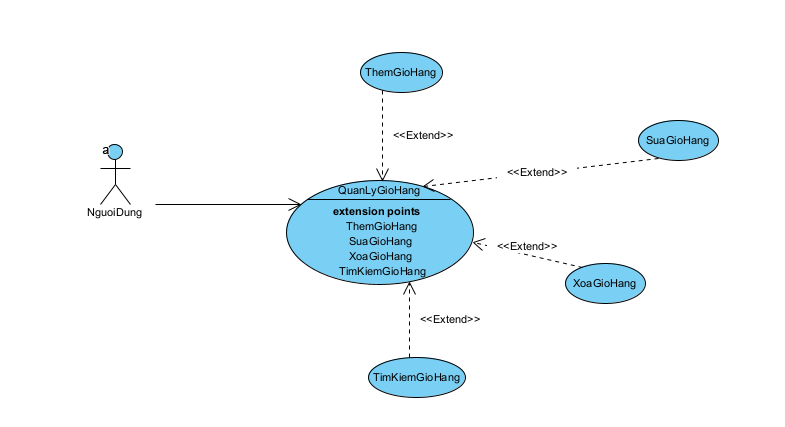 ThemGioHang
<<Extend>>
SuaGioHang
a
<<Extend>>
QuanLyGioHang
NguoiDung
extension points
ThemGioHang
SuaGioHang
<<Extend>>
XoaGioHang
TimKiemGioHang
XoaGioHang
<<Extend>>
TimKiemGioHang